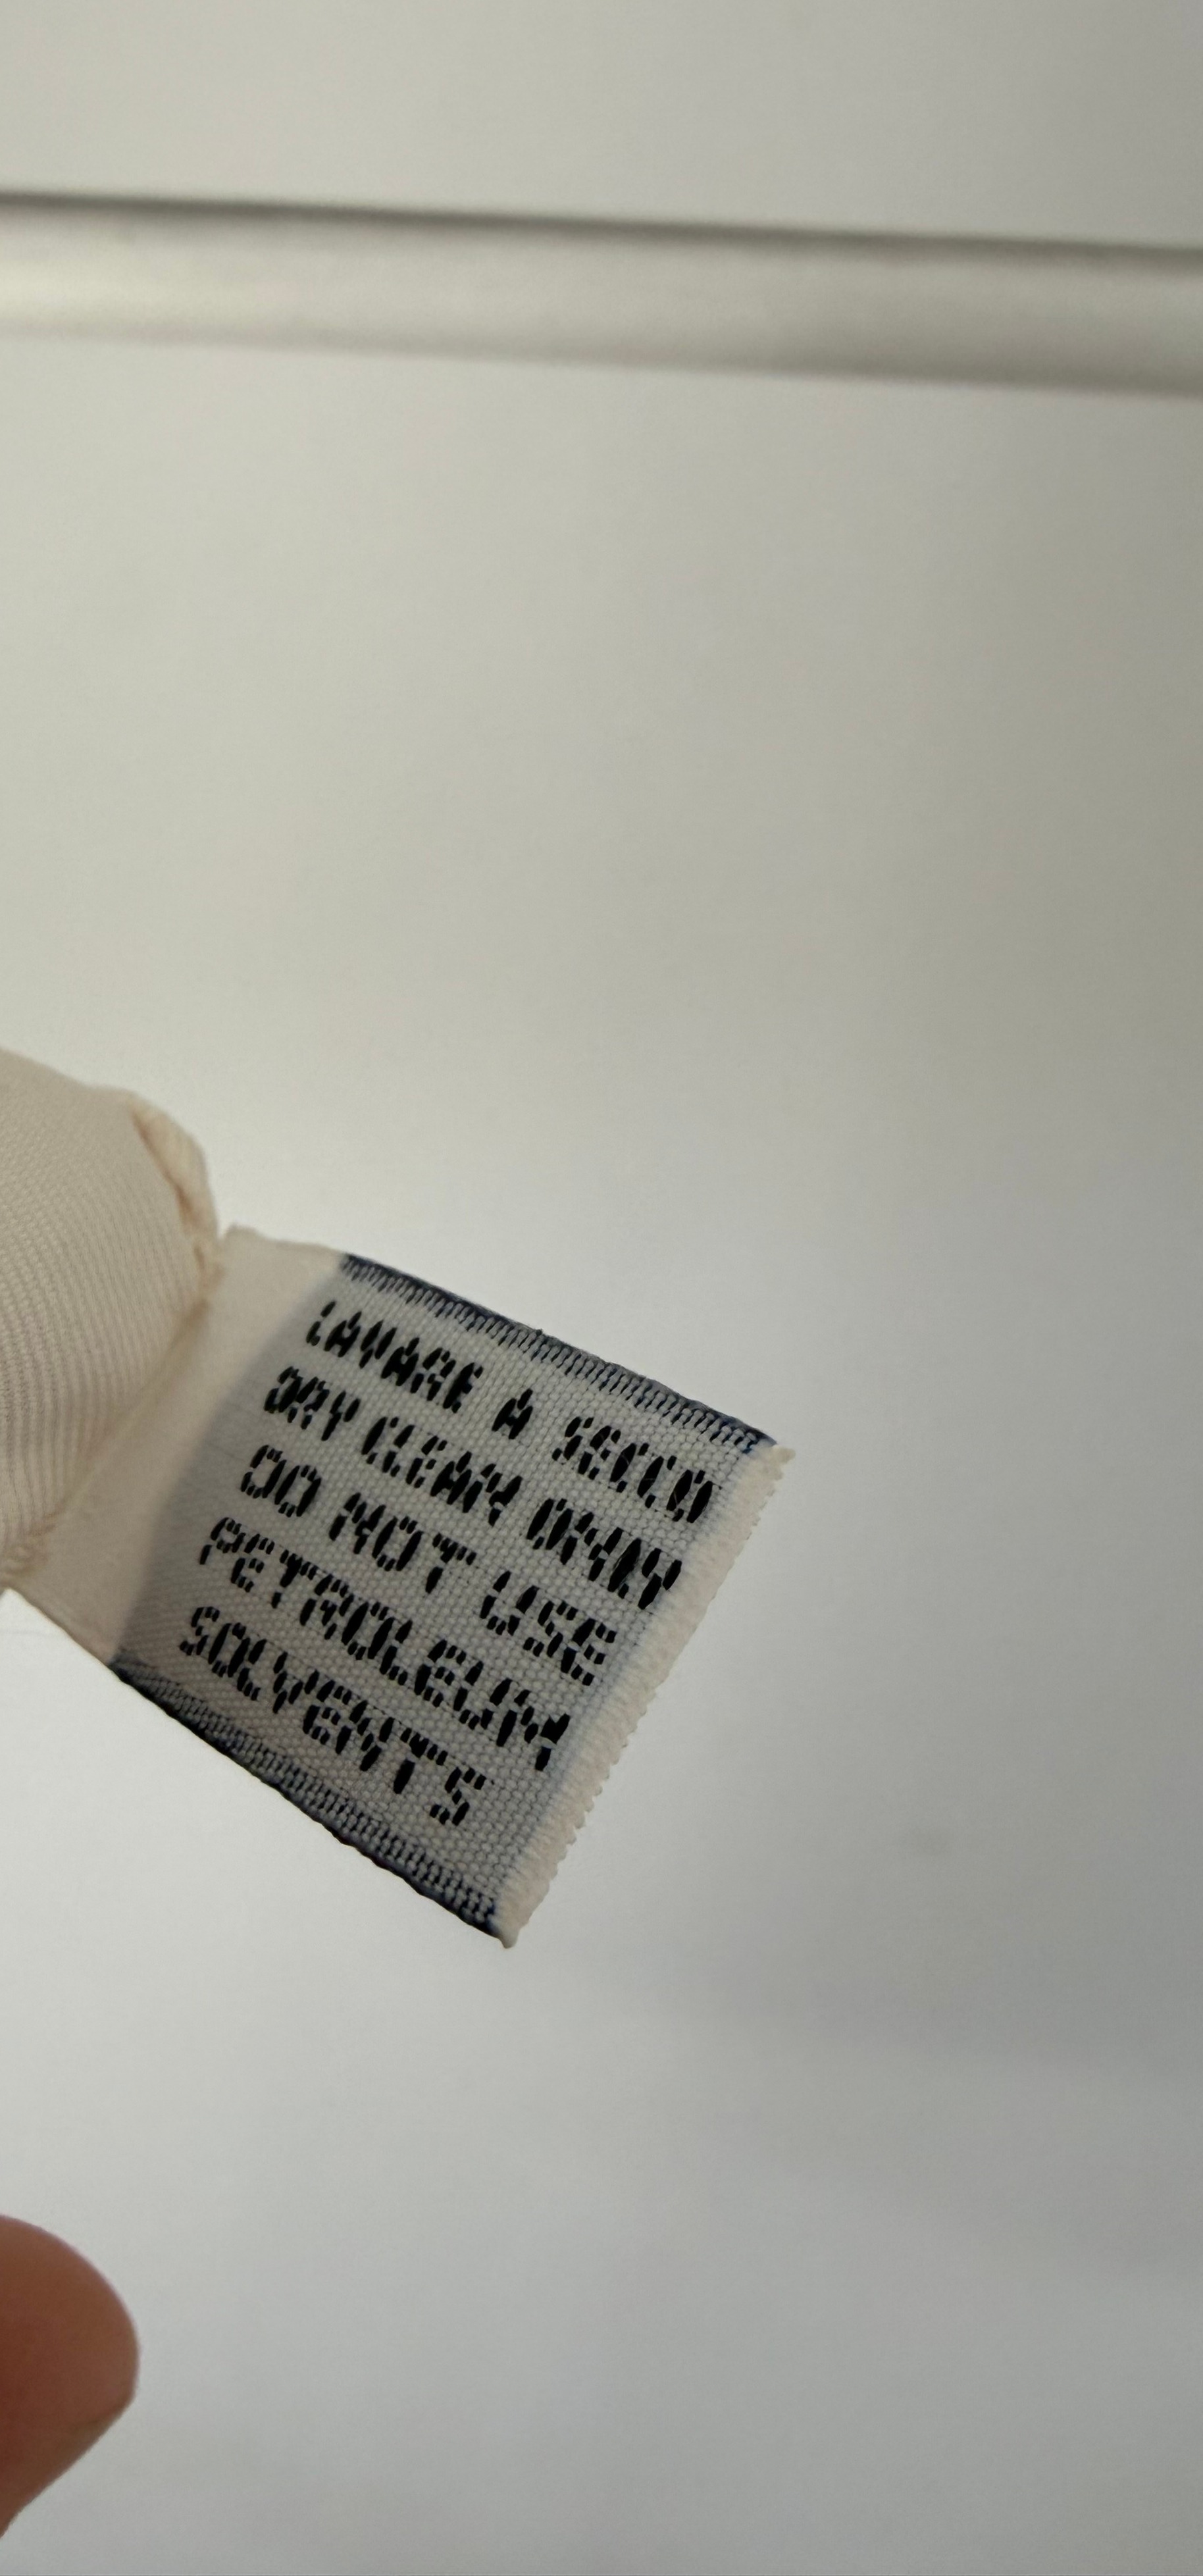 LAVARE A SECCO
DRY CLEAN ONLY
DO NOT USE
PETROLEUM
SOLVENTS